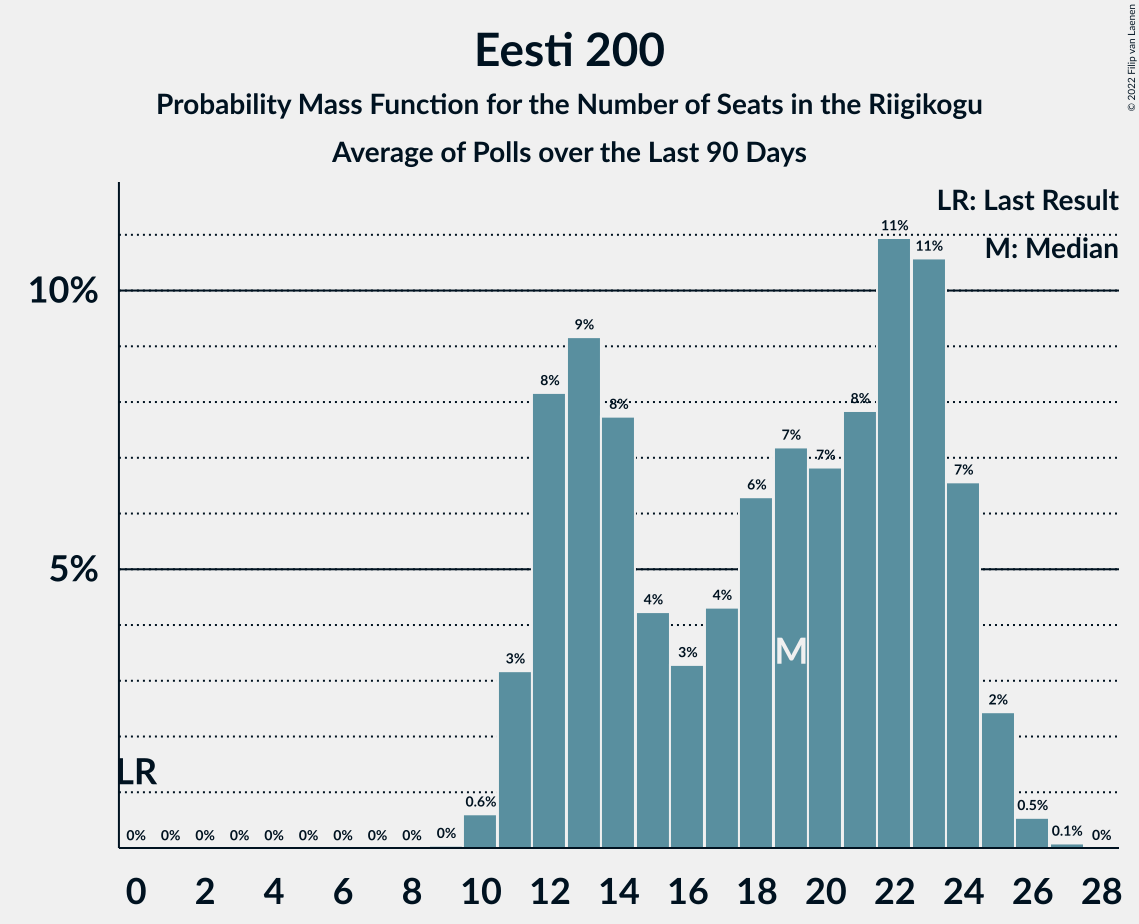 © 2022 Filip van Laenen
Eesti 200
Probability Mass Function for the Number of Seats in the Riigikogu
Average of Polls over the Last 90 Days
LR: Last Result
M: Median
10%
5%
0% 0% 0% 0% 0% 0% 0% 0% 0% 0% 0.6% 3% 8% 9% 8% 4% 3% 4% 6% 7% 7% 8% 11% 11% 7% 2% 0.5% 0.1% 0%
M
LR
0 2 4 6 8 10 12 14 16 18 20 22 24 26 28